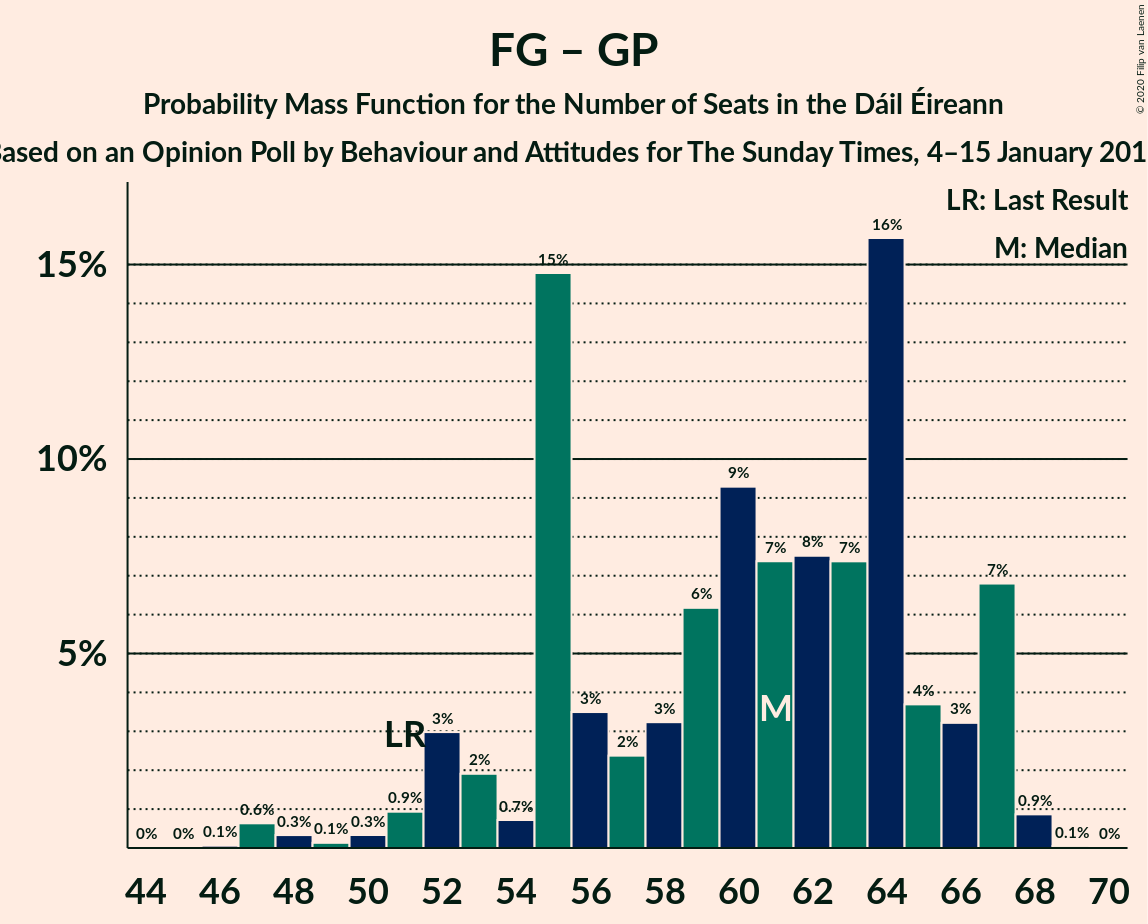 FG – GP
Probability Mass Function for the Number of Seats in the Dáil Éireann
Based on an Opinion Poll by Behaviour and Attitudes for The Sunday Times, 4–15 January 201
© 2020 Filip van Laenen
LR: Last Result
M: Median
15%
10%
5%
0% 0% 0.1% 0.6% 0.3% 0.1% 0.3% 0.9% 3% 2% 0.7% 15% 3% 2% 3% 6% 9% 7% 8% 7% 16% 4% 3% 7% 0.9% 0.1% 0%
LR
M
44 46 48 50 52 54 56 58 60 62 64 66 68 70